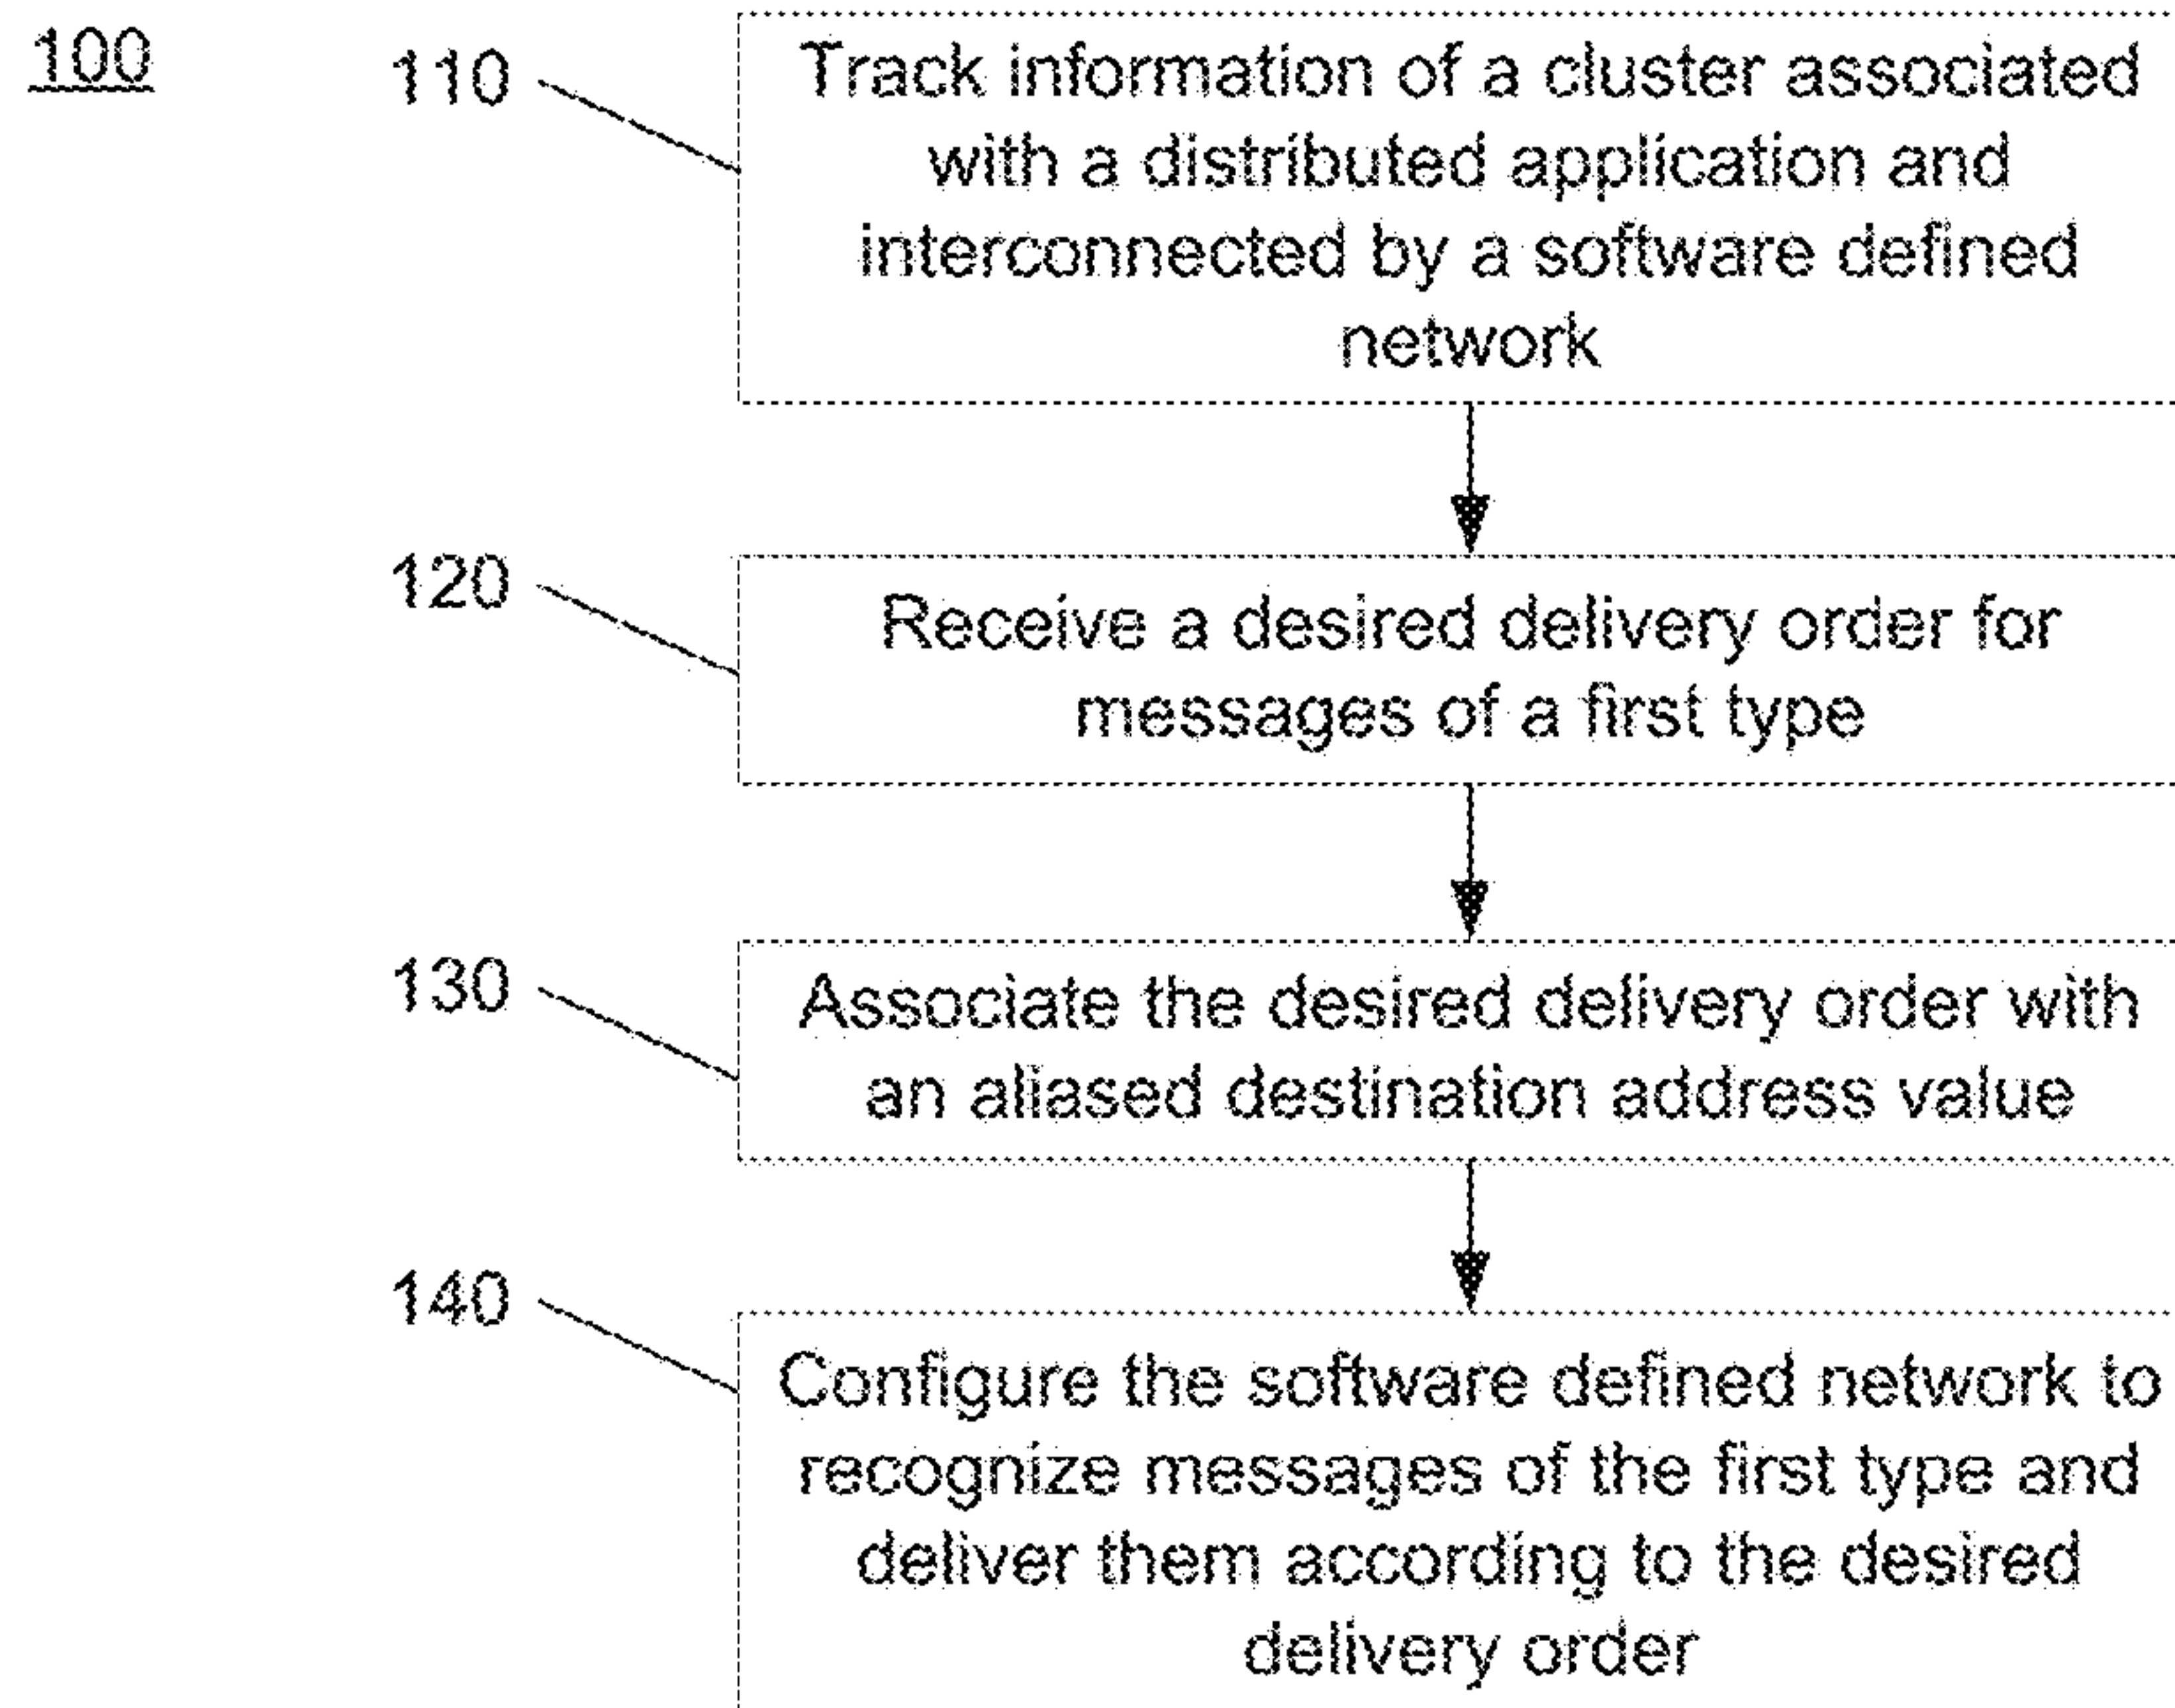 100
110
Track information of a cluster associated
with a distributed application and
interconnected by a software defined
network
120
Receive a desired delivery order for
messages of a first type
130
Associate the desired delivery order with
an aliased destination address value
140
Configure the software defined network to
recognize messages of the first type and
deliver them according to the desired
delivery order